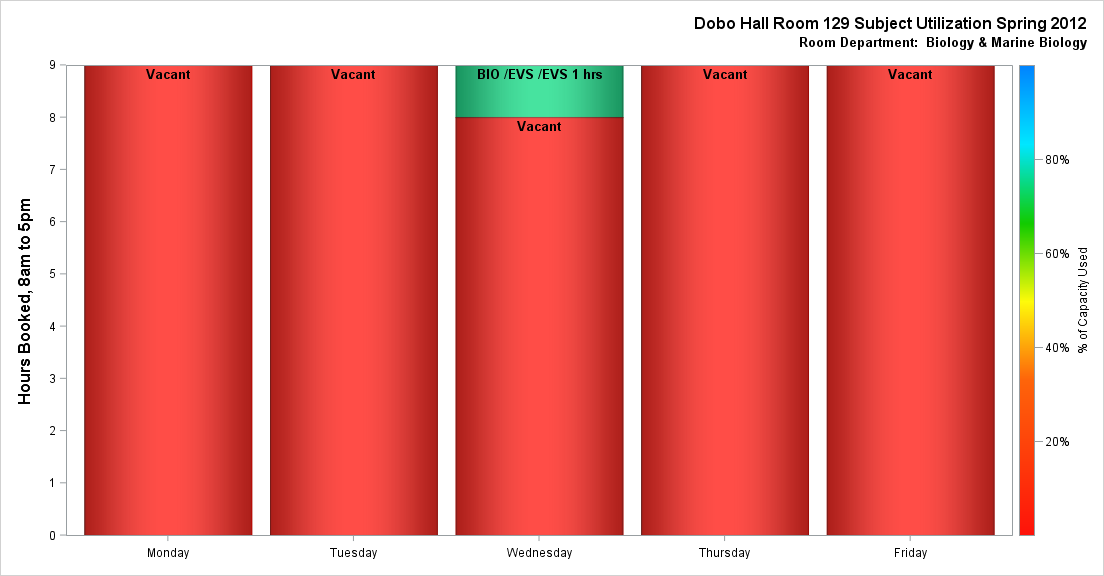 Dobo Hall Room 129 Subject Utilization Spring 2012
Room Department:  Biology & Marine Biology
Hours Booked, 8am to 5pm
9
8
7
6
5
4
3
2
1
0
Vacant
Vacant
BIO /EVS /EVS 1 hrs
Vacant
Vacant
Vacant
Monday
Tuesday
Wednesday
Thursday
Friday
80%
60%
40%
20%
% of Capacity Used